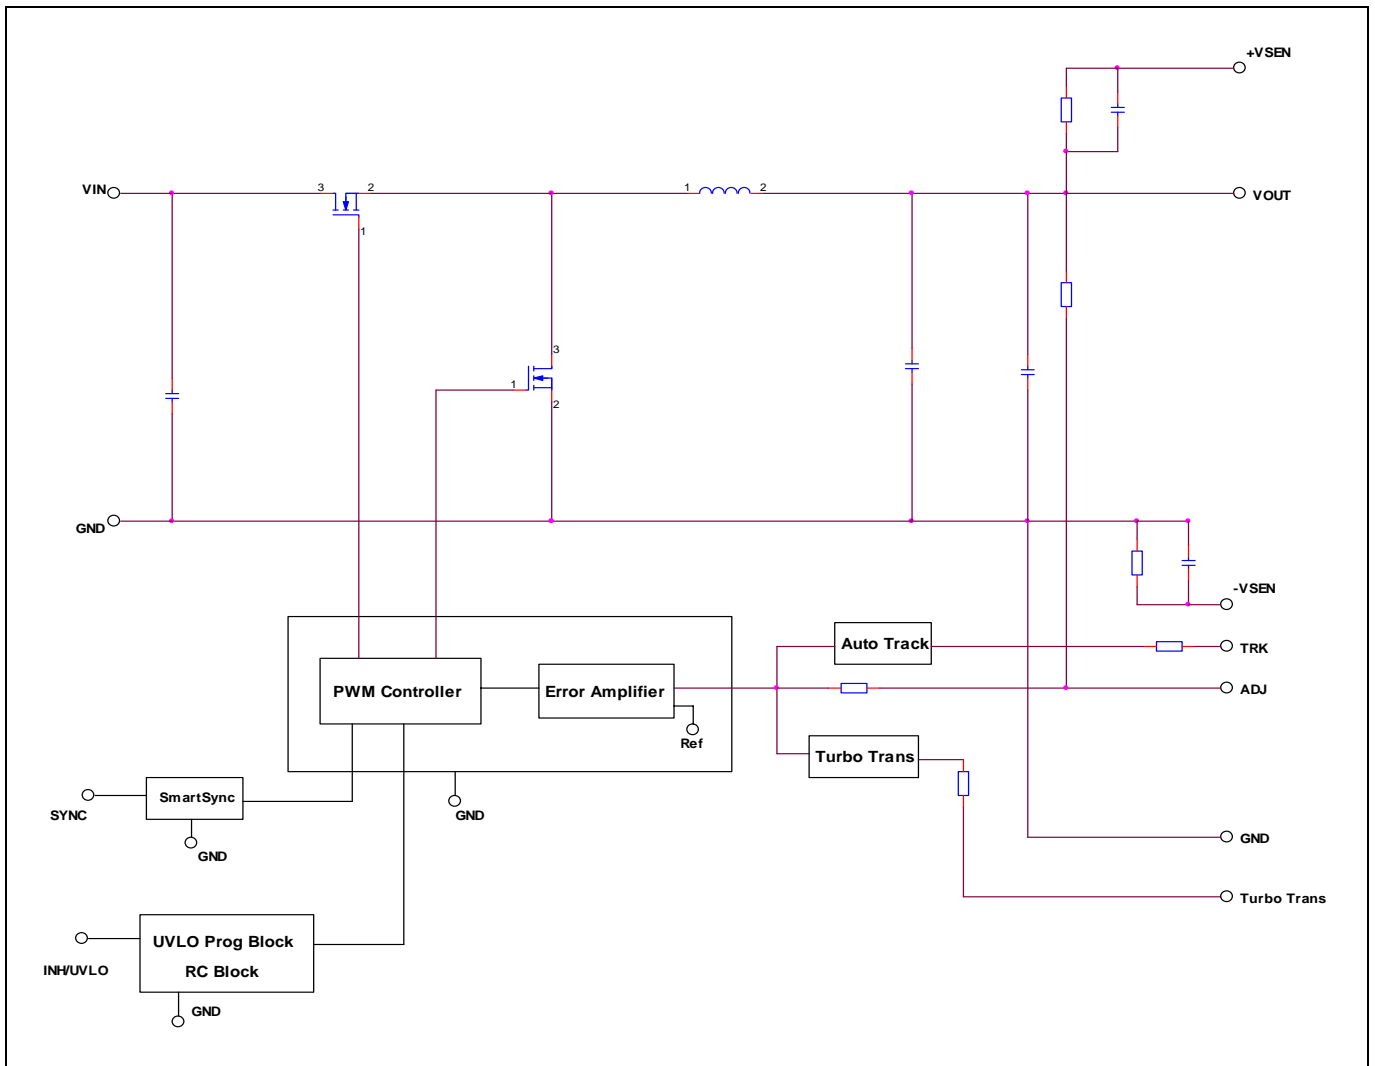 +VSEN
VIN
3
2
1
2
VOUT
1
3
1
2
GND
-VSEN
Auto Track
TRK
PWM Controller
Error Amplifier
ADJ
Ref
Turbo Trans
SmartSync
SYNC
GND
GND
GND
Turbo Trans
UVLO Prog Block
RC Block
INH/UVLO
GND